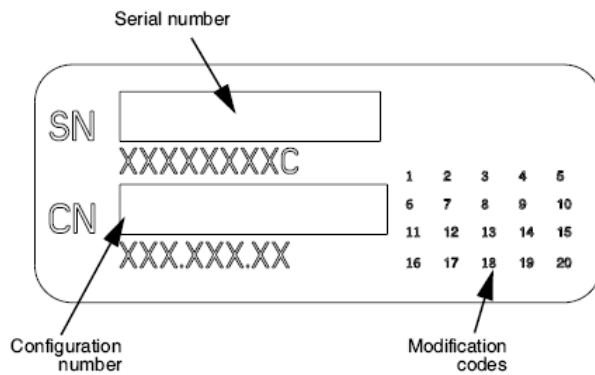 Serial number
SN
XXXXXXXXC
CN
XXX.XXX.XX
1 2 3 4 5
6 7 8 9 10
11 12 13 14 15
16 17 18 19 20
Configuration
number
Modification
codes